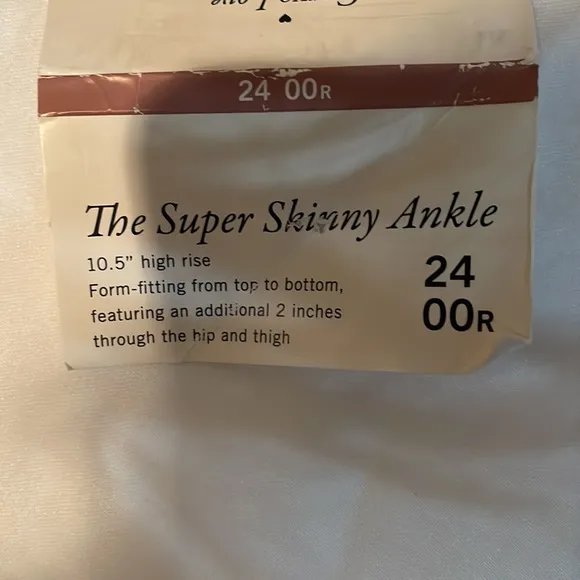 24 00R
The Super Skinny Ankle
10.5" high rise
Form-fitting from top to bottom,
featuring an additional 2 inches
through the hip and thigh
24
00R